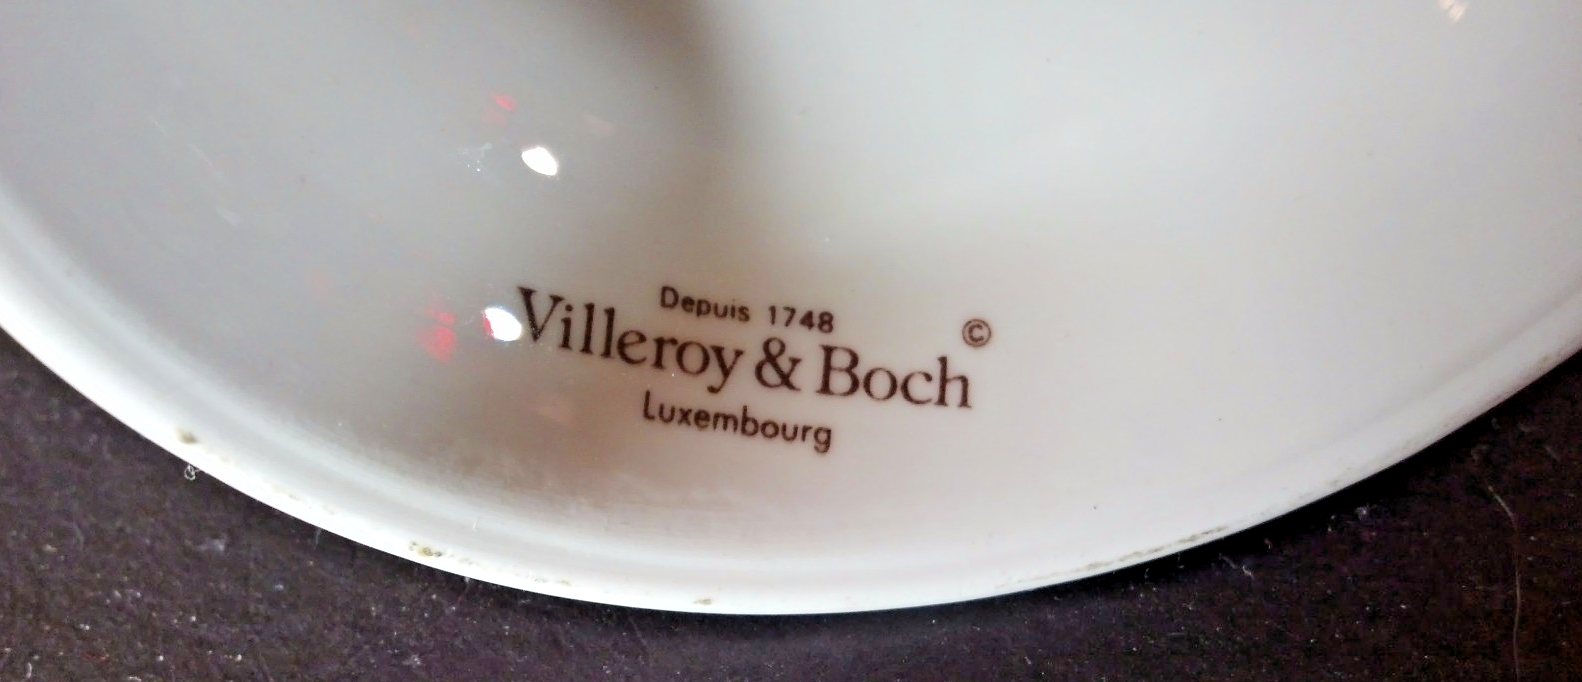 Depuis 1748
Villeroy & Boch ©
Luxembourg